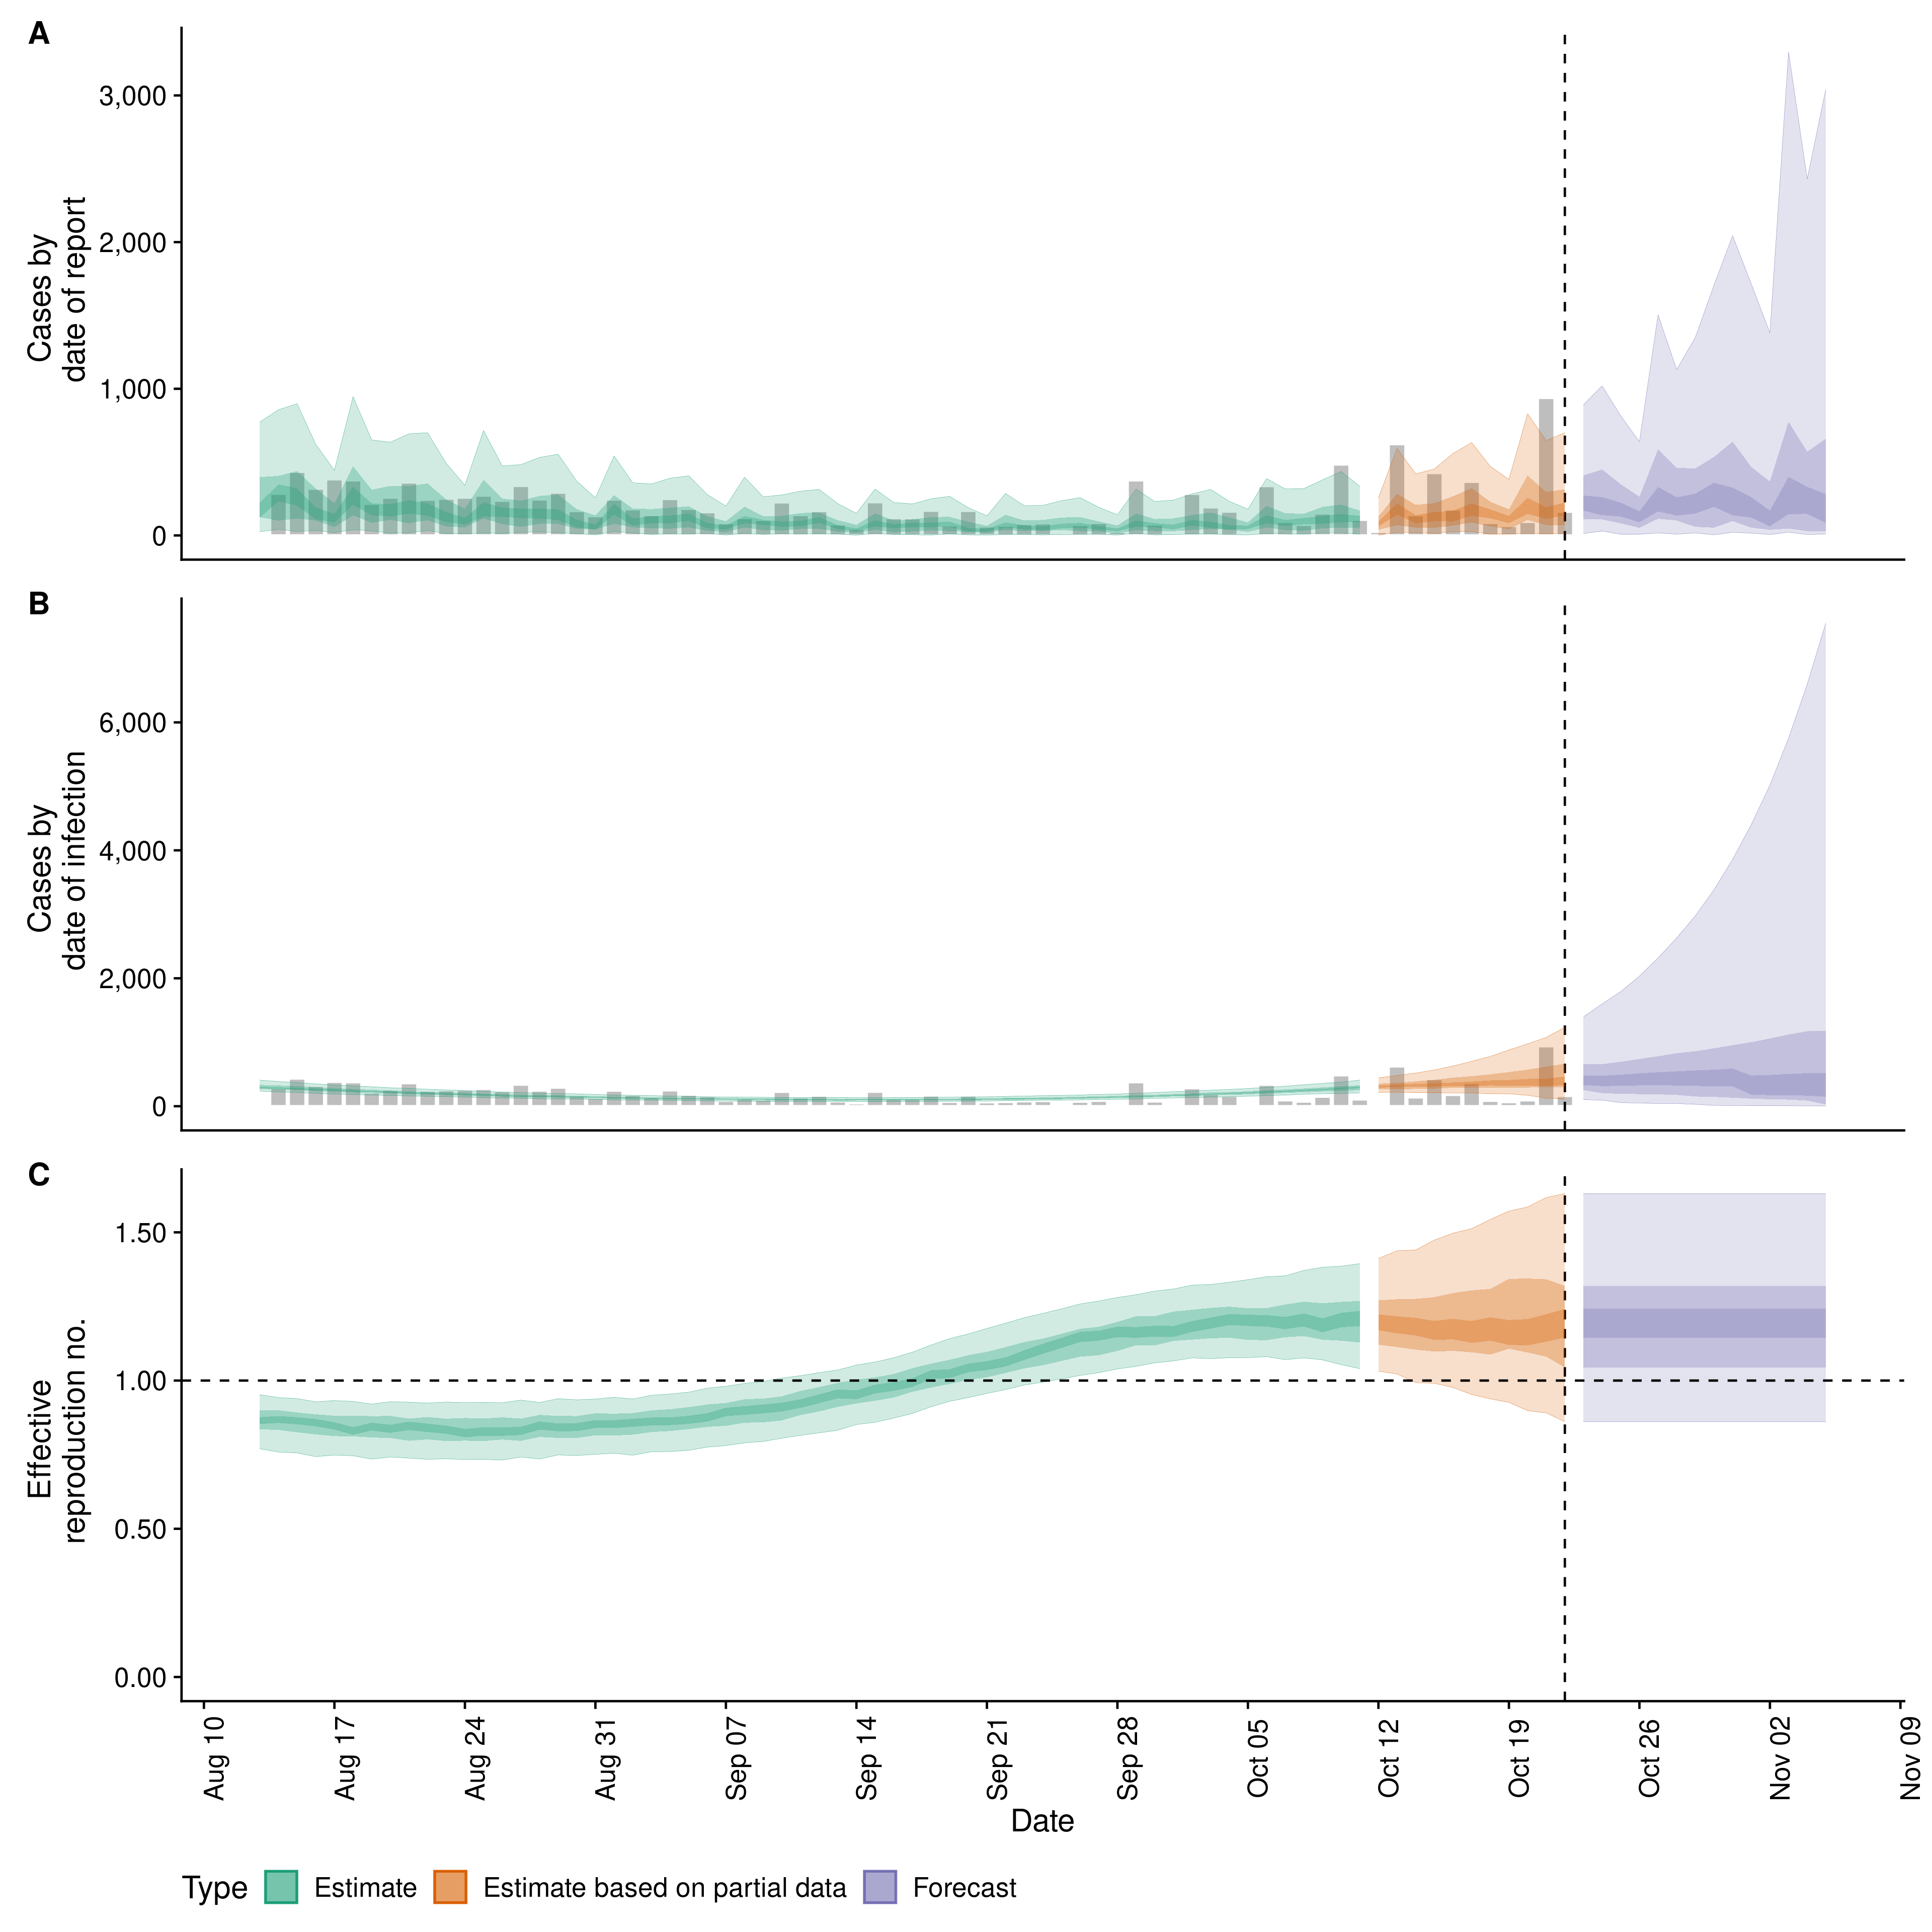 A
Cases by
date of report
3,000
2,000
1,000
0
B
Cases by
date of infection
6,000
4,000
2,000
0
C
Effective
reproduction no.
1.50
1.00
0.50
0.00
Aug 10
Aug 17
Aug 24
Aug 31
Sep 07
Sep 14
Sep 21
Sep 28
Oct 05
Oct 12
Oct 19
Oct 26
Nov 02
Nov 09
Date
Type Estimate Estimate based on partial data Forecast